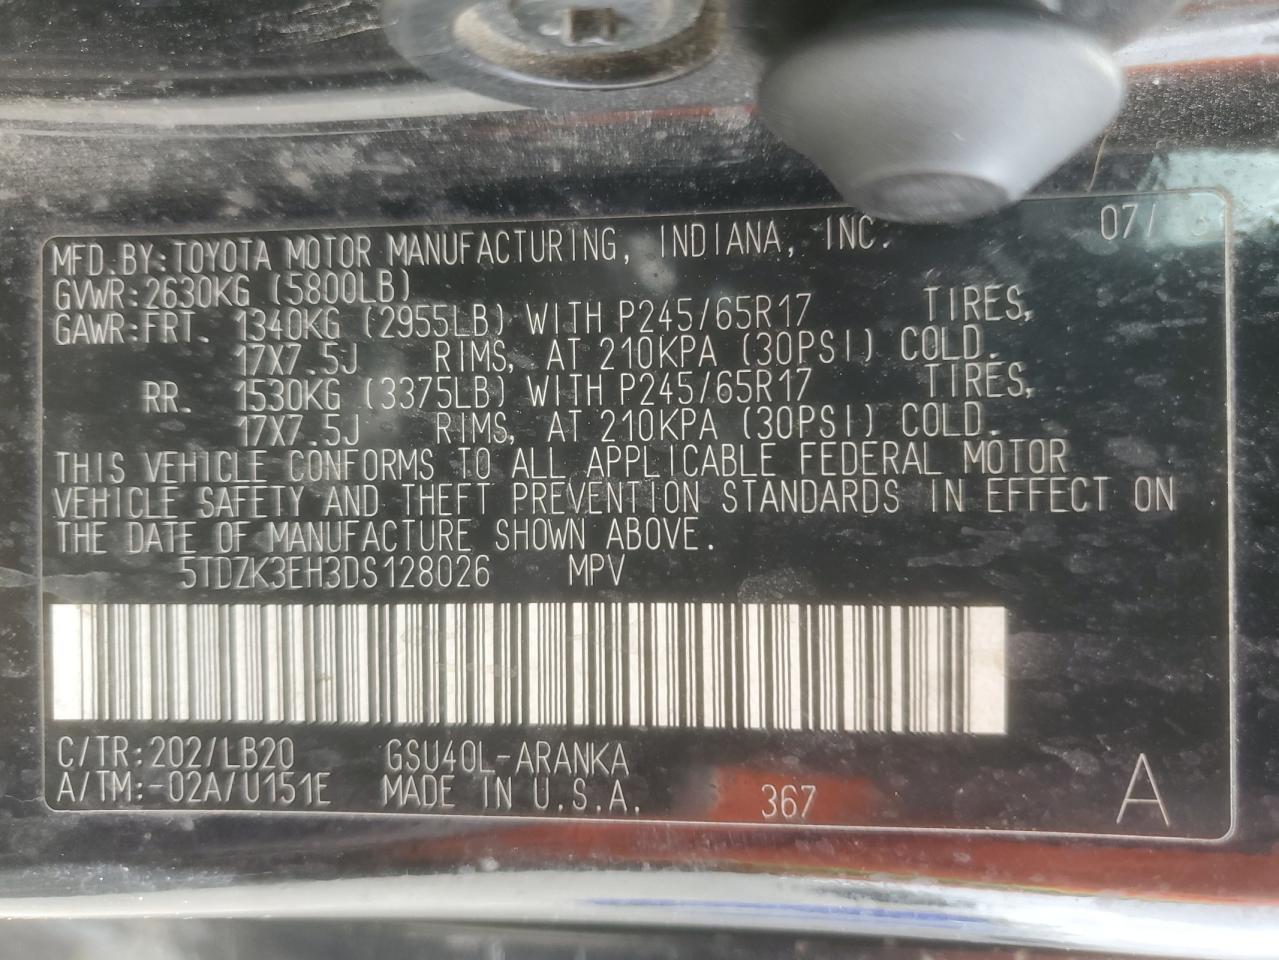 MFD.BY:TOYOTA MOTOR MANUFACTURING, INDIANA, INC. 07/
GVWR:2630KG (5800LB)
GAWR:FRT. 1340KG (2955LB) WITH P245/65R17 TIRES,
17X7.5J RIMS, AT 210KPA (30PSI) COLD.
RR. 1530KG (3375LB) WITH P245/65R17 TIRES,
17X7.5J RIMS, AT 210KPA (30PSI) COLD.
THIS VEHICLE CONFORMS TO ALL APPLICABLE FEDERAL MOTOR
VEHICLE SAFETY AND THEFT PREVENTION STANDARDS IN EFFECT ON
THE DATE OF MANUFACTURE SHOWN ABOVE.
5TDZK3EH3DS128026 MPV
C/TR:202/LB20 GSU40L-ARANKA
A/TM:-02A/U151E MADE IN U.S.A. 367 A